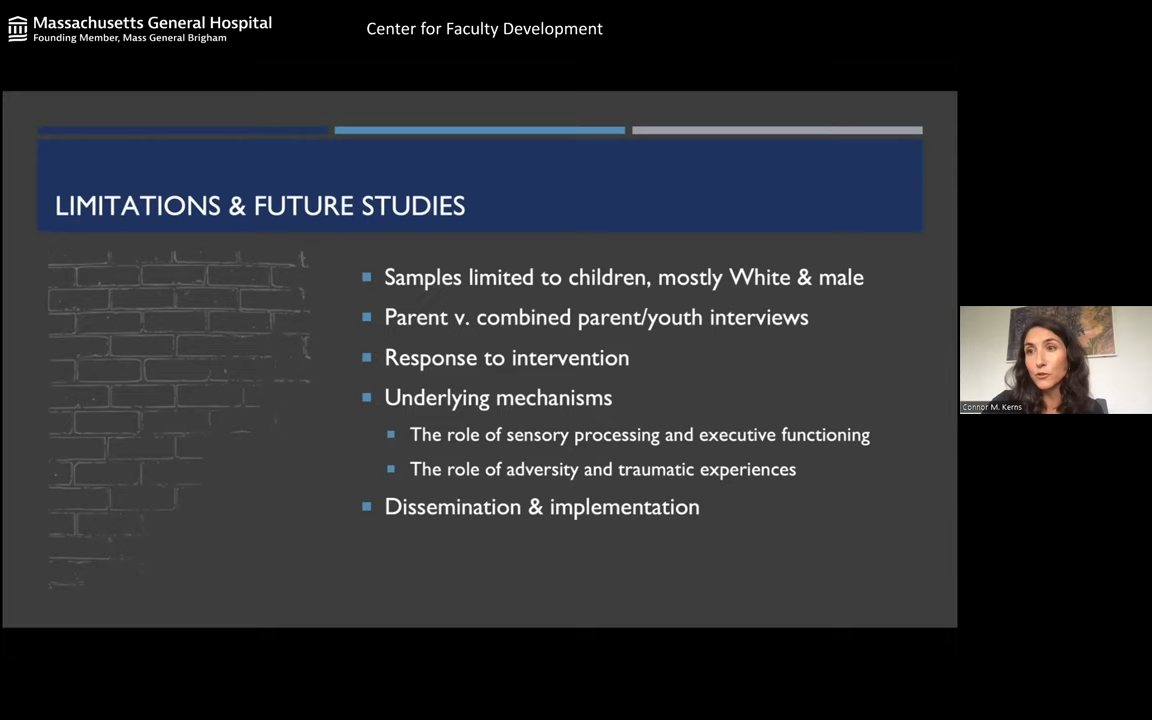 Massachusetts General Hospital
Founding Member, Mass General Brigham
Center for Faculty Development
LIMITATIONS & FUTURE STUDIES
Samples limited to children, mostly White & male
Parent v. combined parent/youth interviews
Response to intervention
Underlying mechanisms
The role of sensory processing and executive functioning
The role of adversity and traumatic experiences
Dissemination & implementation
Connor M. Kerns